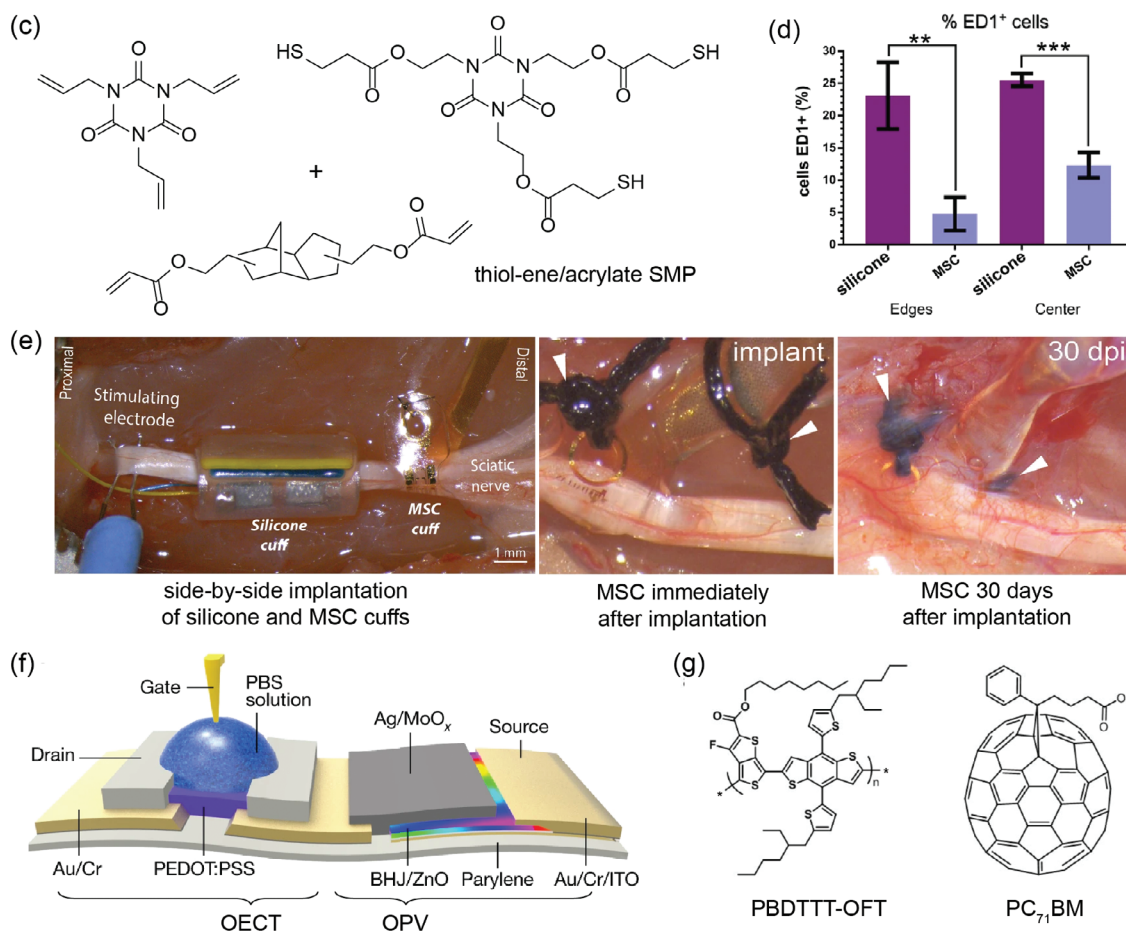 (c)
O
N
N
N
O
O
O
O
O
O
O
+
HS
O
O
O
N
N
N
O
O
O
O
SH
O
O
SH
thiol-ene/acrylate SMP
(d)
% ED1⁺ cells
**
***
cells ED1+ (%)
30
25
20
15
10
5
0
silicone
MSC
silicone
MSC
Edges
Center
(e)
Proximal
Stimulating
electrode
Silicone
cuff
MSC
cuff
Distal
Sciatic
nerve
1 mm
implant
30 dpi
side-by-side implantation
of silicone and MSC cuffs
MSC immediately
after implantation
MSC 30 days
after implantation
(f)
Gate
PBS
solution
Drain
Ag/MoOₓ
Source
Au/Cr
PEDOT:PSS
BHJ/ZnO
Parylene
Au/Cr/ITO
OECT
OPV
(g)
O
O
F
S
S
S
S
S
S
*
n
*
PBDTTT-OFT
O
O
PC₇₁BM